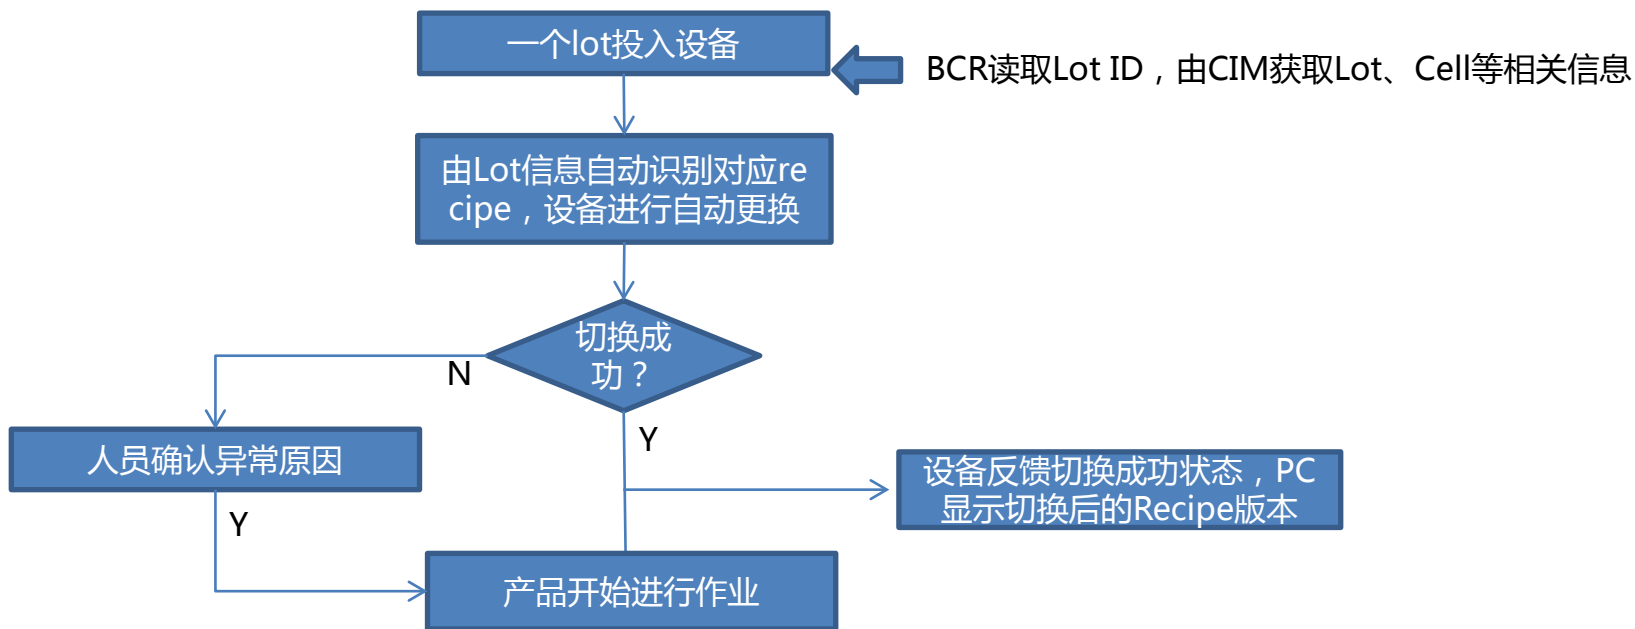 一个lot投入设备
BCR读取Lot ID，由CIM获取Lot、Cell等相关信息
由Lot信息自动识别对应re
cipe，设备进行自动更换
切换成
功？
N
Y
人员确认异常原因
设备反馈切换成功状态，PC
显示切换后的Recipe版本
Y
产品开始进行作业